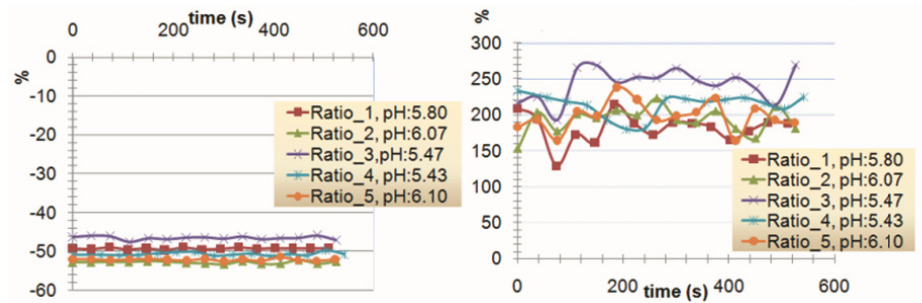 time (s)
0 200 400 600
%
0
-10
-20
-30
-40
-50
-60
Ratio_1, pH:5.80
Ratio_2, pH:6.07
Ratio_3,pH:5.47
Ratio_4, pH:5.43
Ratio_5, pH:6.10
%
300
250
200
150
100
50
0
Ratio_1, pH:5.80
Ratio_2, pH:6.07
Ratio_3, pH:5.47
Ratio_4, pH:5.43
Ratio_5, pH:6.10
0 200 400 600
time (s)